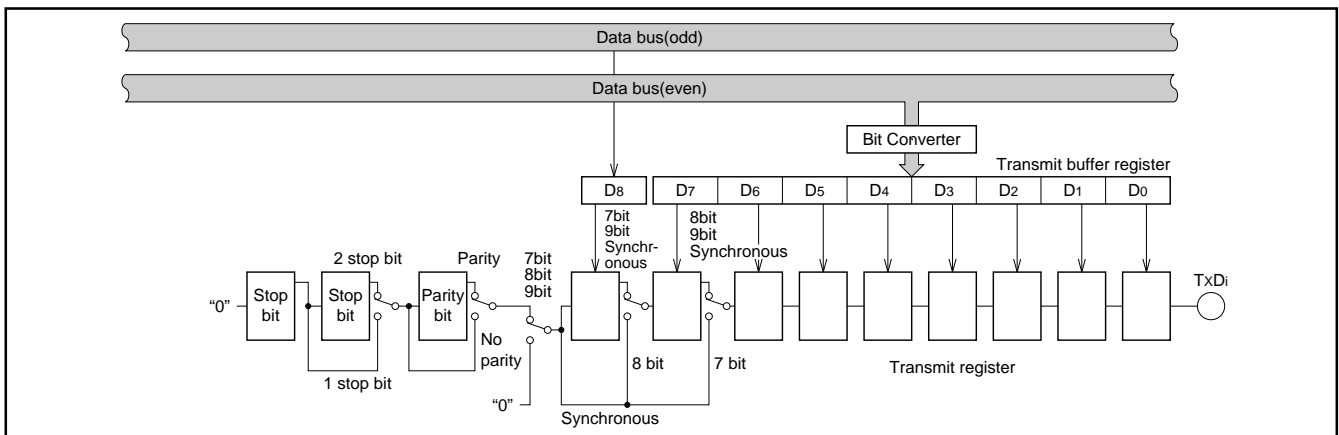 Data bus(odd)
Data bus(even)
Bit Converter
Transmit buffer register
D8
D7
D6
D5
D4
D3
D2
D1
D0
7bit
9bit
Synchr-
onous
8bit
9bit
Synchronous
2 stop bit
Parity
7bit
8bit
9bit
“0”
Stop
bit
Stop
bit
Parity
bit
TxDi
No
parity
1 stop bit
8 bit
7 bit
Transmit register
“0”
Synchronous